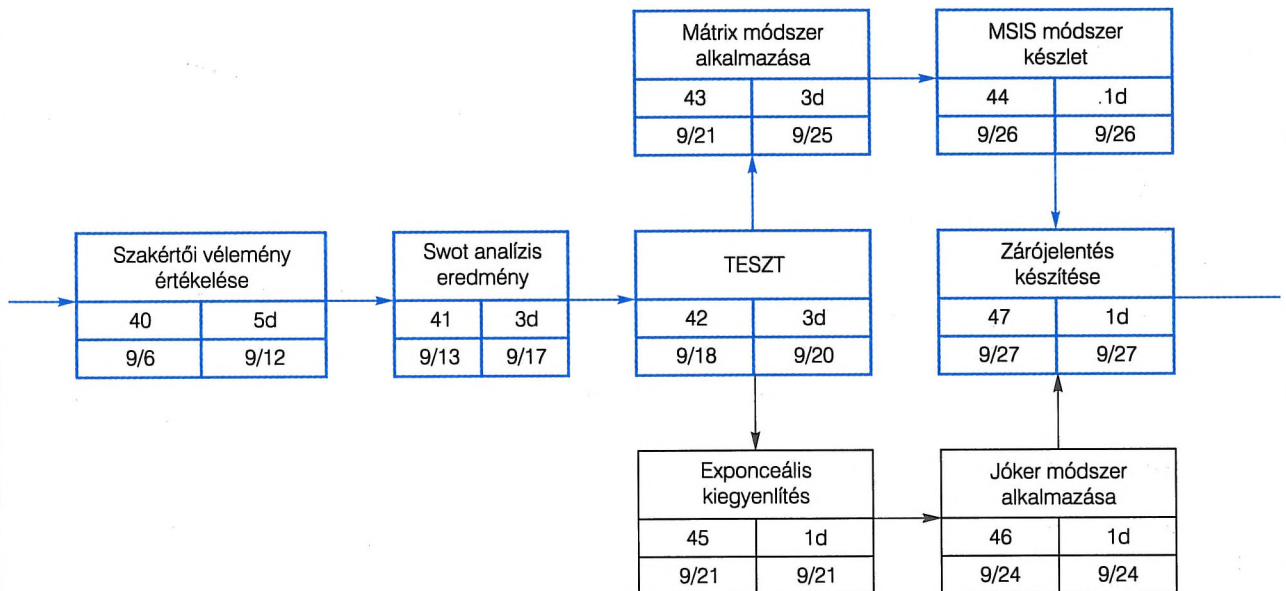 Mátrix módszer
alkalmazása
43 3d
9/21 9/25
MSIS módszer
készlet
44 .1d
9/26 9/26
Szakértői vélemény
értékelése
40 5d
9/6 9/12
Swot analízis
eredmény
41 3d
9/13 9/17
TESZT
42 3d
9/18 9/20
Zárójelentés
készítése
47 1d
9/27 9/27
Exponceális
kiegyenlítés
45 1d
9/21 9/21
Jóker módszer
alkalmazása
46 1d
9/24 9/24